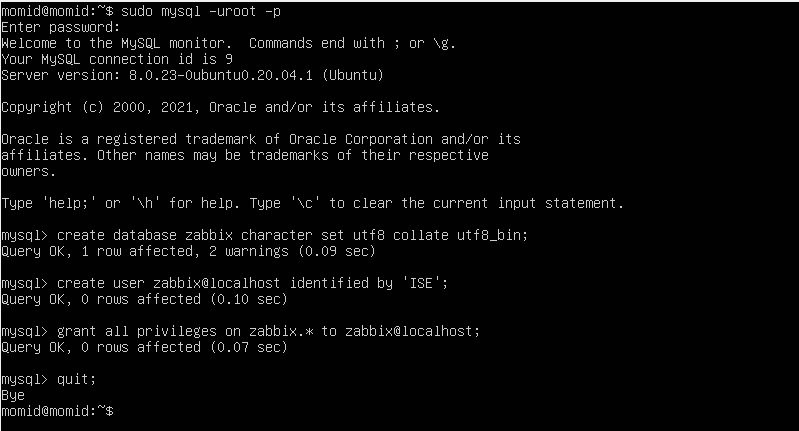 momid@momid:~$ sudo mysql -uroot -p
Enter password:
Welcome to the MySQL monitor.  Commands end with ; or \g.
Your MySQL connection id is 9
Server version: 8.0.23-0ubuntu0.20.04.1 (Ubuntu)
Copyright (c) 2000, 2021, Oracle and/or its affiliates.
Oracle is a registered trademark of Oracle Corporation and/or its
affiliates. Other names may be trademarks of their respective
owners.
Type 'help;' or '\h' for help. Type '\c' to clear the current input statement.
mysql> create database zabbix character set utf8 collate utf8_bin;
Query OK, 1 row affected, 2 warnings (0.09 sec)
mysql> create user zabbix@localhost identified by 'ISE';
Query OK, 0 rows affected (0.10 sec)
mysql> grant all privileges on zabbix.* to zabbix@localhost;
Query OK, 0 rows affected (0.07 sec)
mysql> quit;
Bye
momid@momid:~$